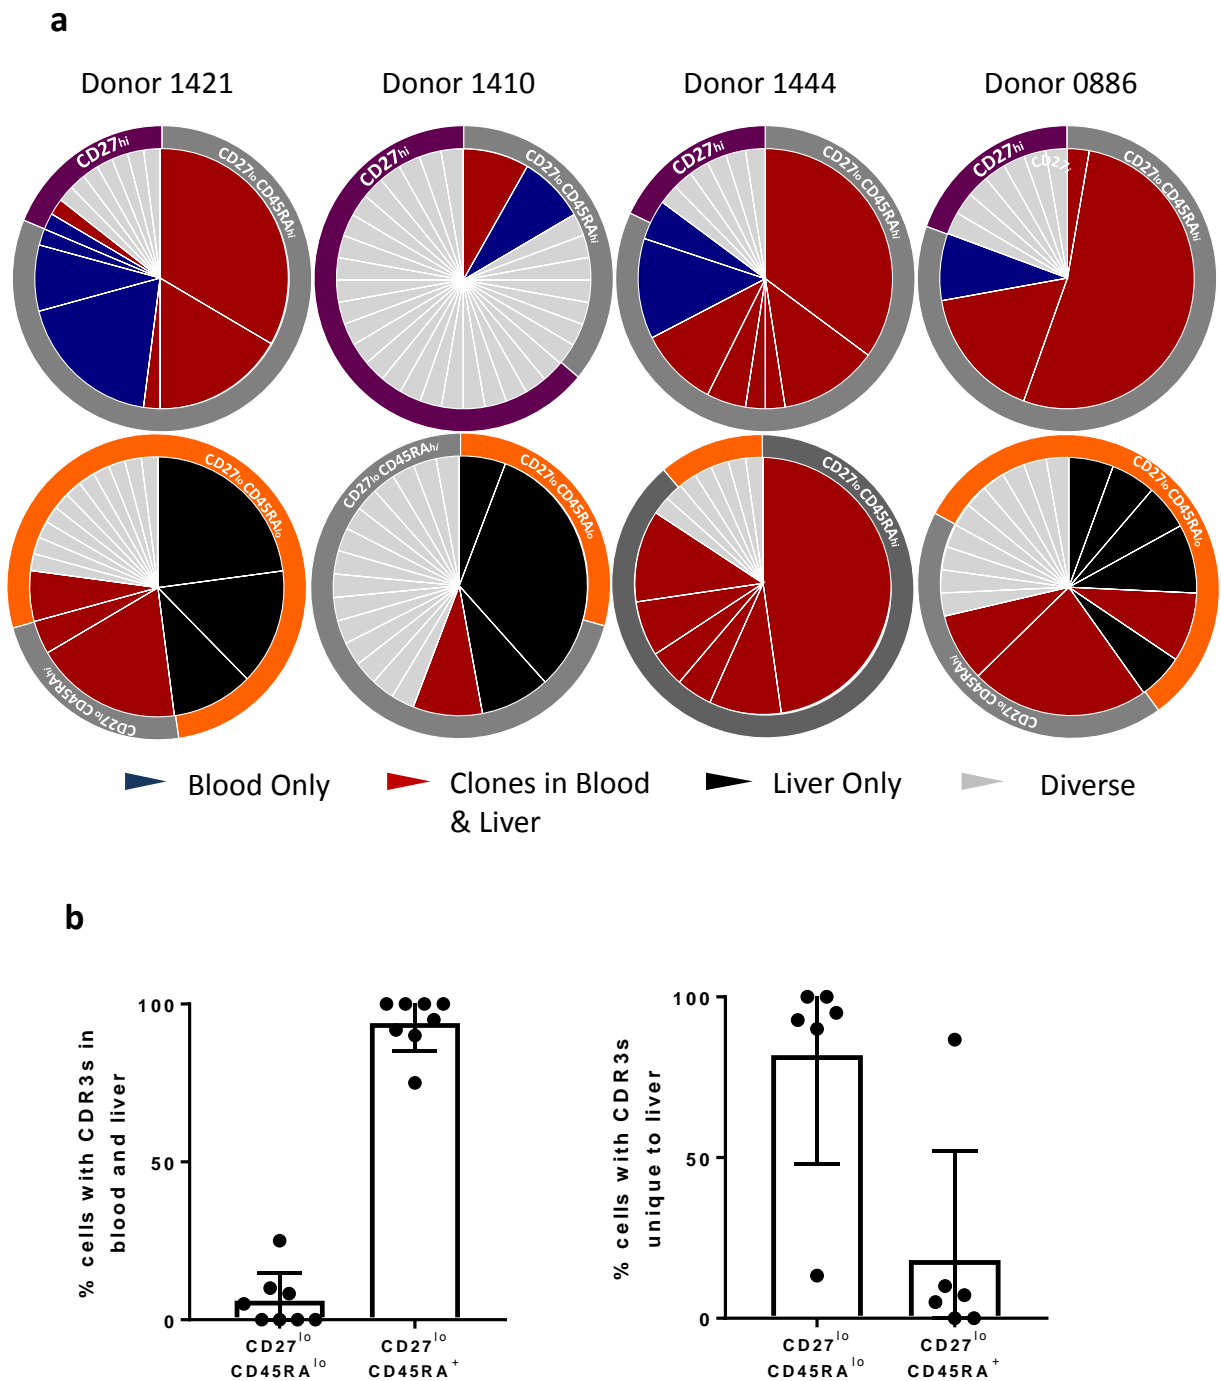 a
Donor 1421
Donor 1410
Donor 1444
Donor 0886
CD27hi
CD27lo CD45RAhi
CD27hi
CD27lo CD45RAhi
CD27hi
CD27lo CD45RAhi
CD27hi
CD27
CD27lo CD45RAhi
CD27lo CD45RAlo
CD27lo CD45RAhi
CD27lo CD45RAhi
CD27lo CD45RAlo
CD27lo CD45RAhi
CD27lo CD45RAlo
CD27lo CD45RAhi
Blood Only
Clones in Blood
& Liver
Liver Only
Diverse
b
% cells with CDR3s in
blood and liver
100
50
0
CD27lo
CD45RAlo
CD27lo
CD45RA+
% cells with CDR3s
unique to liver
100
50
0
CD27lo
CD45RAlo
CD27lo
CD45RA+